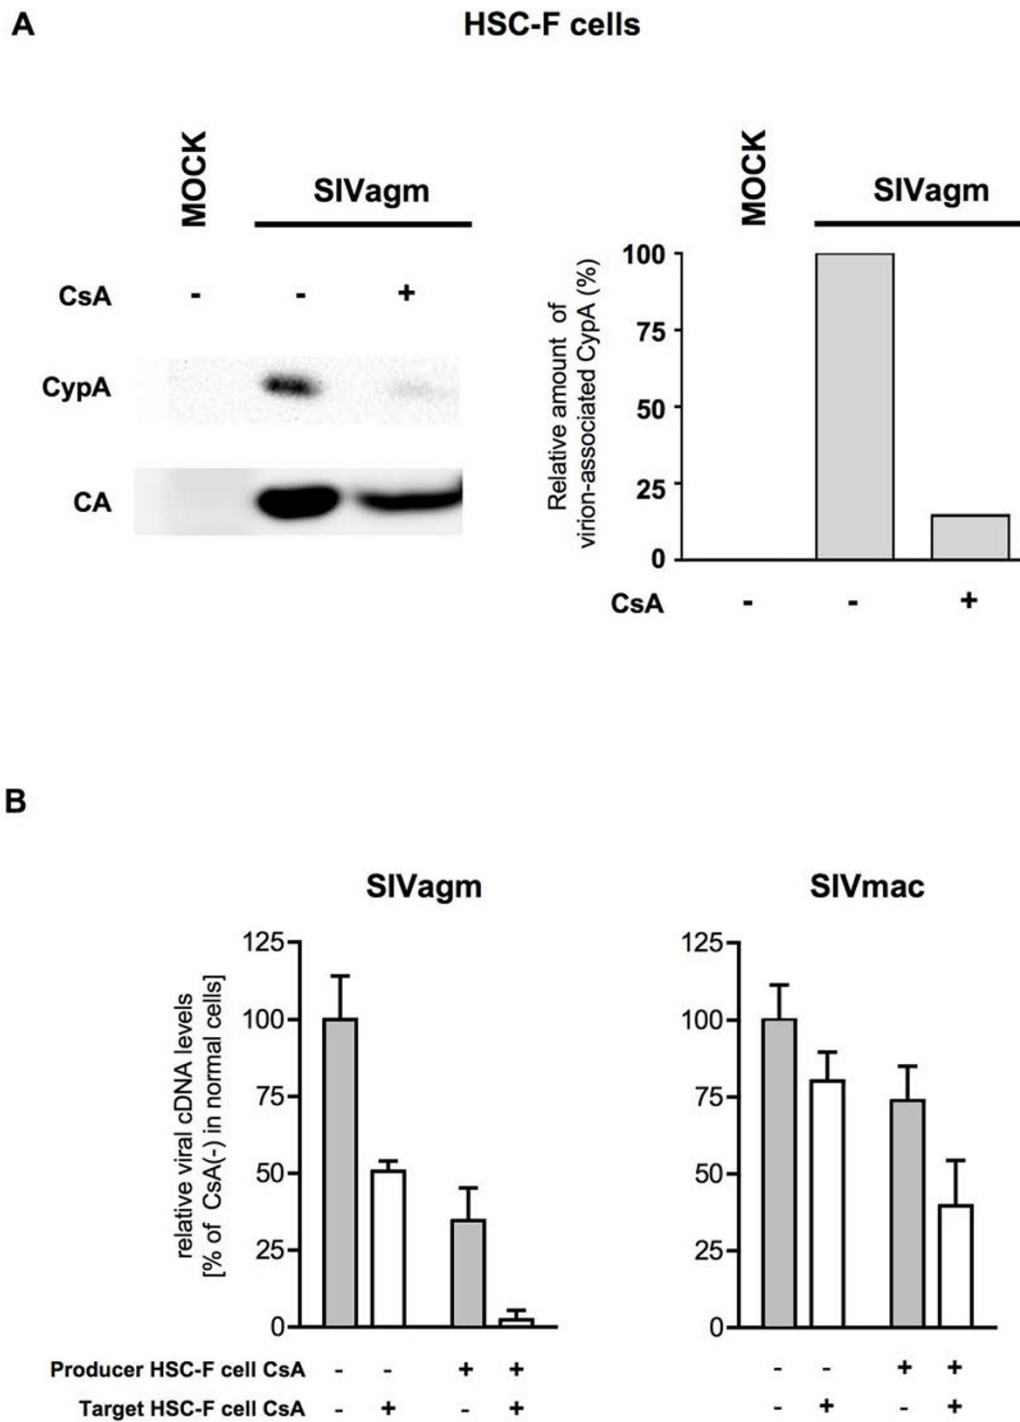 A
HSC-F cells
MOCK
SIVagm
CsA - - +
CypA
CA
MOCK
SIVagm
Relative amount of
virion-associated CypA (%)
100
75
50
25
0
CsA - - +
B
SIVagm
relative viral cDNA levels
[% of CsA(-) in normal cells]
125
100
75
50
25
0
SIVmac
125
100
75
50
25
0
Producer HSC-F cell CsA - - + + - - + +
Target HSC-F cell CsA - + - + - + - +